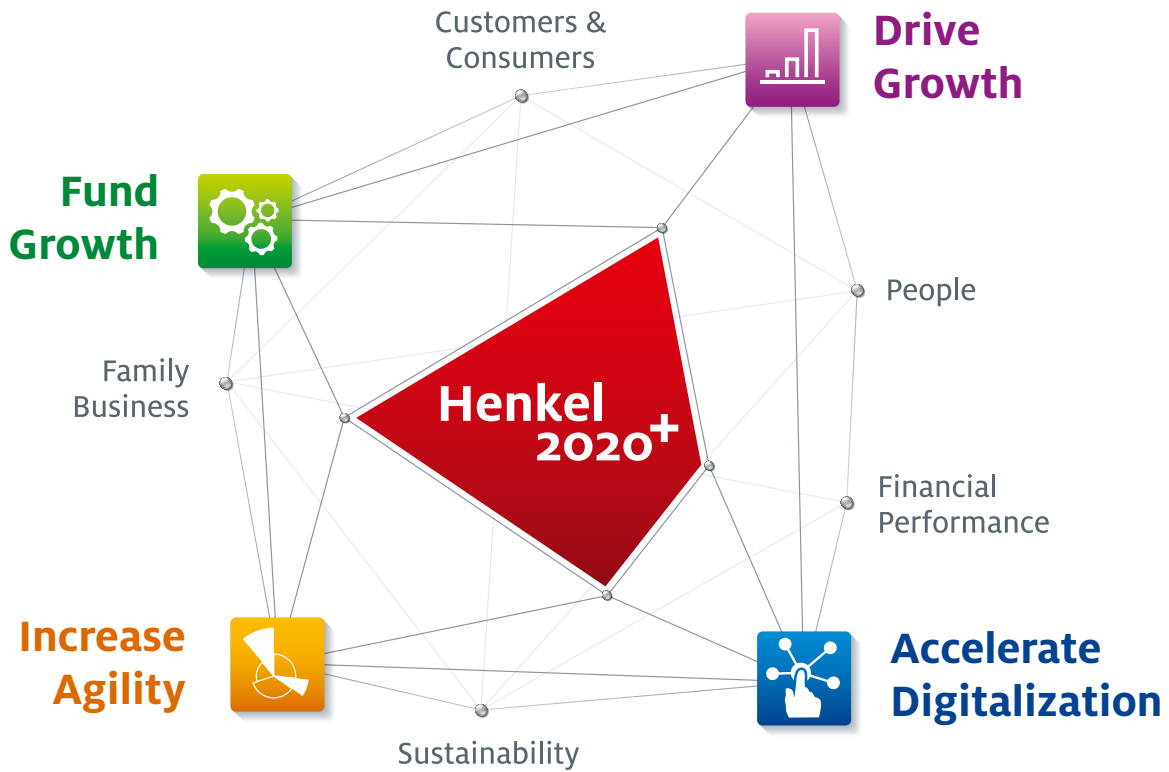 Customers &
Consumers
Drive
Growth
Fund
Growth
People
Family
Business
Henkel
2020+
Financial
Performance
Increase
Agility
Accelerate
Digitalization
Sustainability